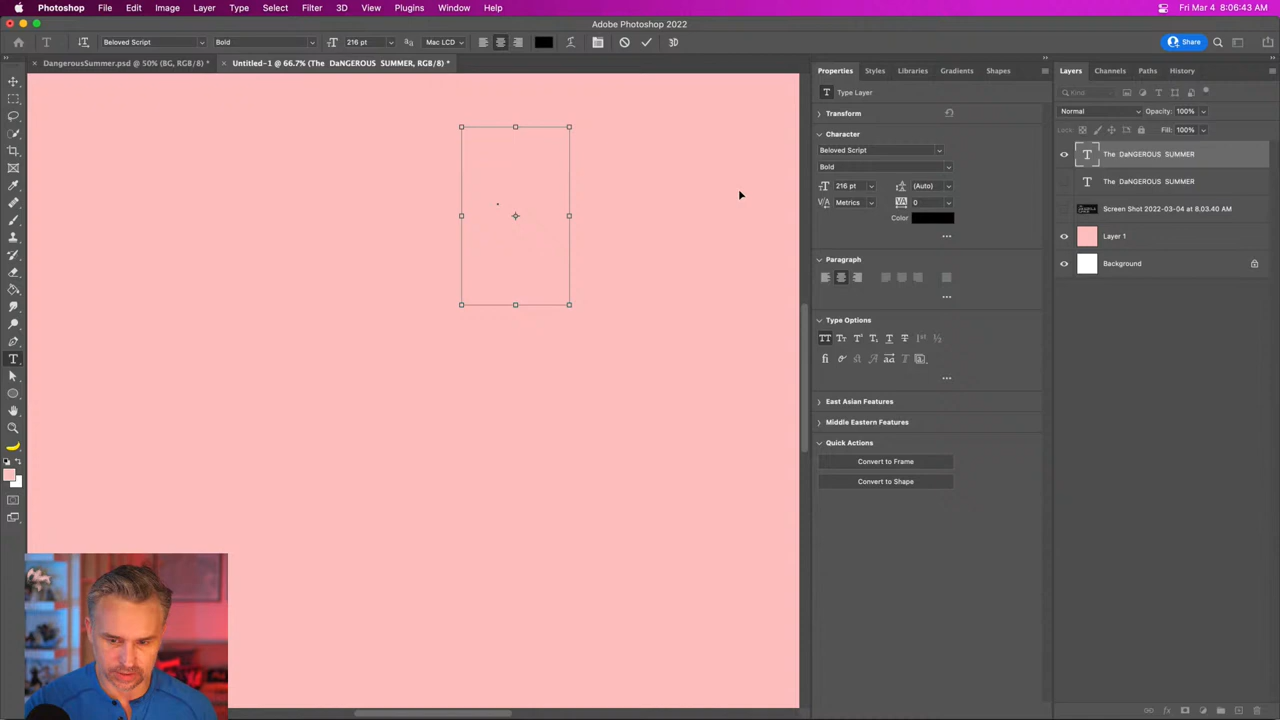 Photoshop File Edit Image Layer Type Select Filter 3D View Plugins Window Help Fri Mar 4 8:06:43 AM
Adobe Photoshop 2022
Beloved Script Bold 216 pt Mac LCD 3D Share
DangerousSummer.psd @ 50% (BG, RGB/8) * Untitled-1 @ 66.7% (The DaNGEROUS SUMMER, RGB/8) *
Properties Styles Libraries Gradients Shapes
Type Layer
Transform
Character
Beloved Script
Bold
216 pt (Auto)
Metrics 0
Color
Paragraph
Type Options
East Asian Features
Middle Eastern Features
Quick Actions
Convert to Frame
Convert to Shape
Layers Channels Paths History
Kind
Normal Opacity: 100%
Lock: Fill: 100%
The DaNGEROUS SUMMER
The DaNGEROUS SUMMER
Screen Shot 2022-03-04 at 8.03.40 AM
Layer 1
Background